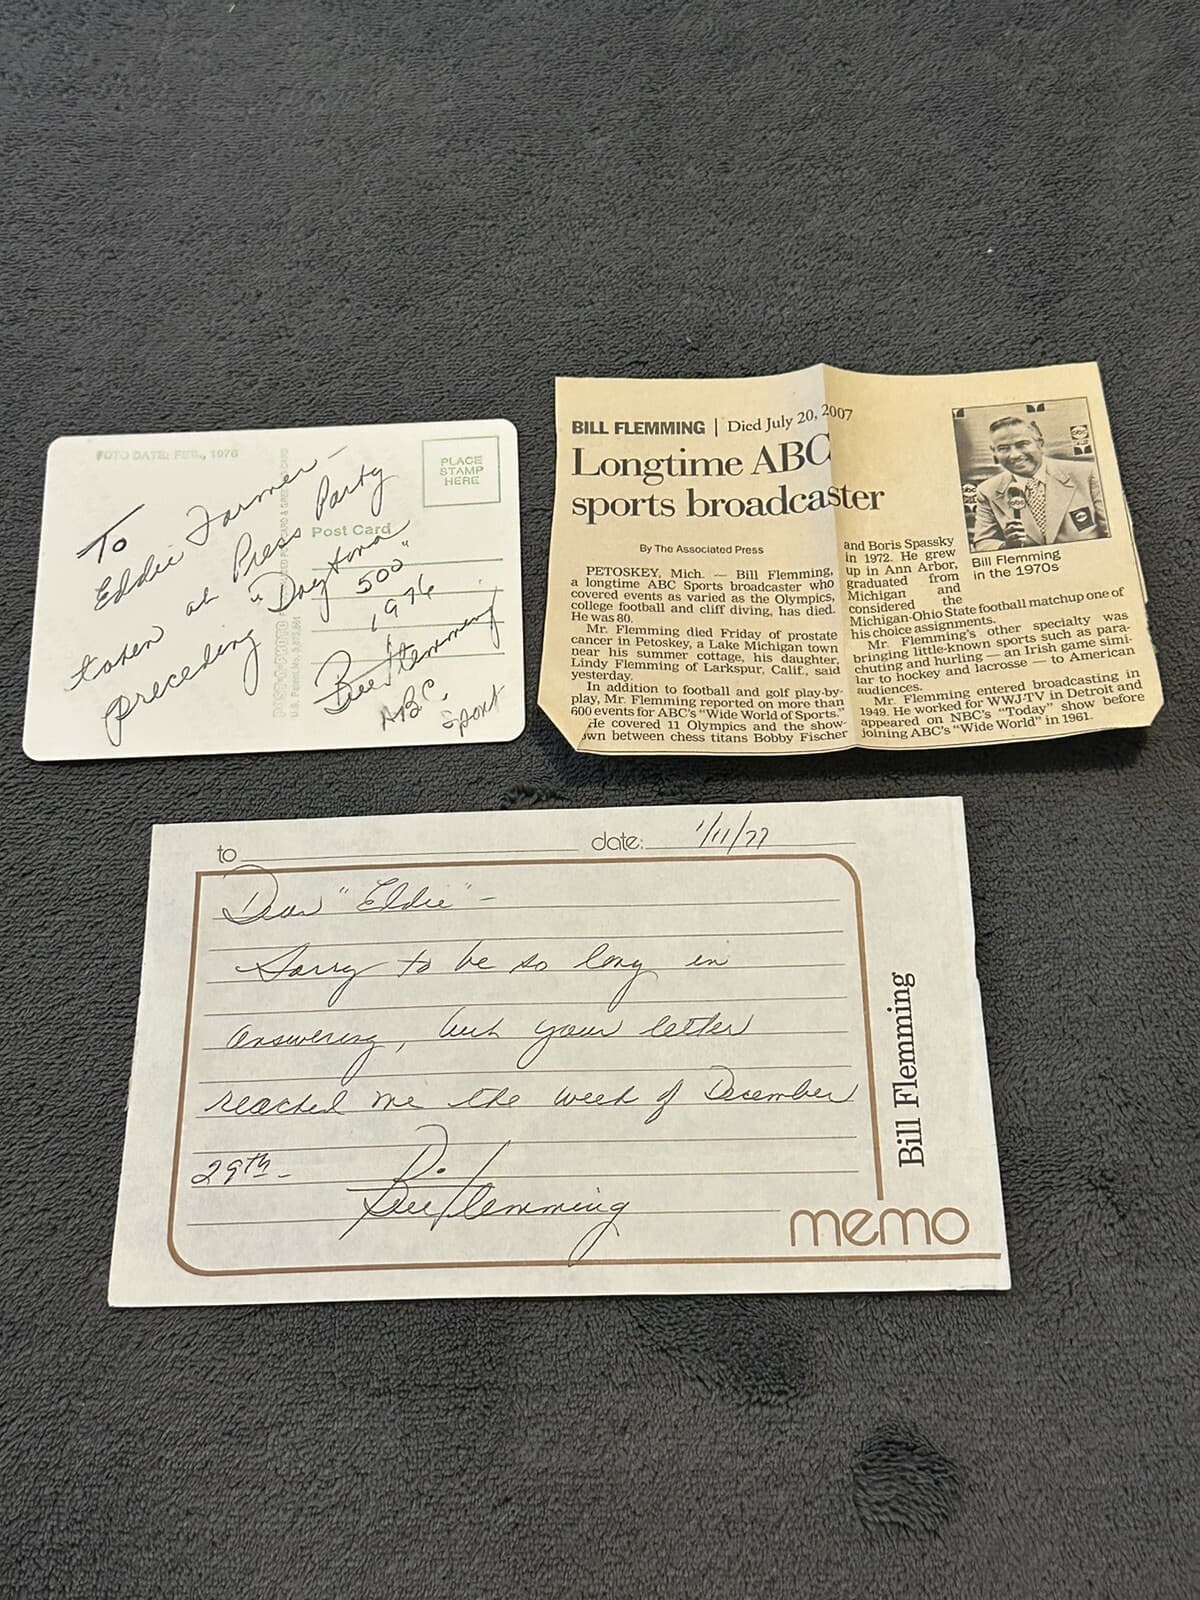 FOTO DATE: FEB., 1976
PLACE
STAMP
HERE
Post Card
To
Eddie Farmer –
taken at Press Party
preceding "Daytona
500"
1976
Bill Flemming
ABC Sports
BILL FLEMMING | Died July 20, 2007
Longtime ABC
sports broadcaster
By The Associated Press
PETOSKEY, Mich. — Bill Flemming,
a longtime ABC Sports broadcaster who
covered events as varied as the Olympics,
college football and cliff diving, has died.
He was 80.
Mr. Flemming died Friday of prostate
cancer in Petoskey, a Lake Michigan town
near his summer cottage, his daughter,
Lindy Flemming of Larkspur, Calif., said
yesterday.
In addition to football and golf play-by-
play, Mr. Flemming reported on more than
600 events for ABC's "Wide World of Sports."
He covered 11 Olympics and the show-
down between chess titans Bobby Fischer
and Boris Spassky
in 1972. He grew
up in Ann Arbor,
graduated from
Michigan and
considered the
Michigan-Ohio State football matchup one of
his choice assignments.
Mr. Flemming's other specialty was
bringing little-known sports such as para-
chuting and hurling — an Irish game simi-
lar to hockey and lacrosse — to American
audiences.
Mr. Flemming entered broadcasting in
1949. He worked for WWJ-TV in Detroit and
appeared on NBC's "Today" show before
joining ABC's "Wide World" in 1961.
Bill Flemming
in the 1970s
to
date: 1/11/77
Dear "Eddie" –
Sorry to be so long in
answering, but your letter
reached me the week of December
29th –
Bill Flemming
memo
Bill Flemming